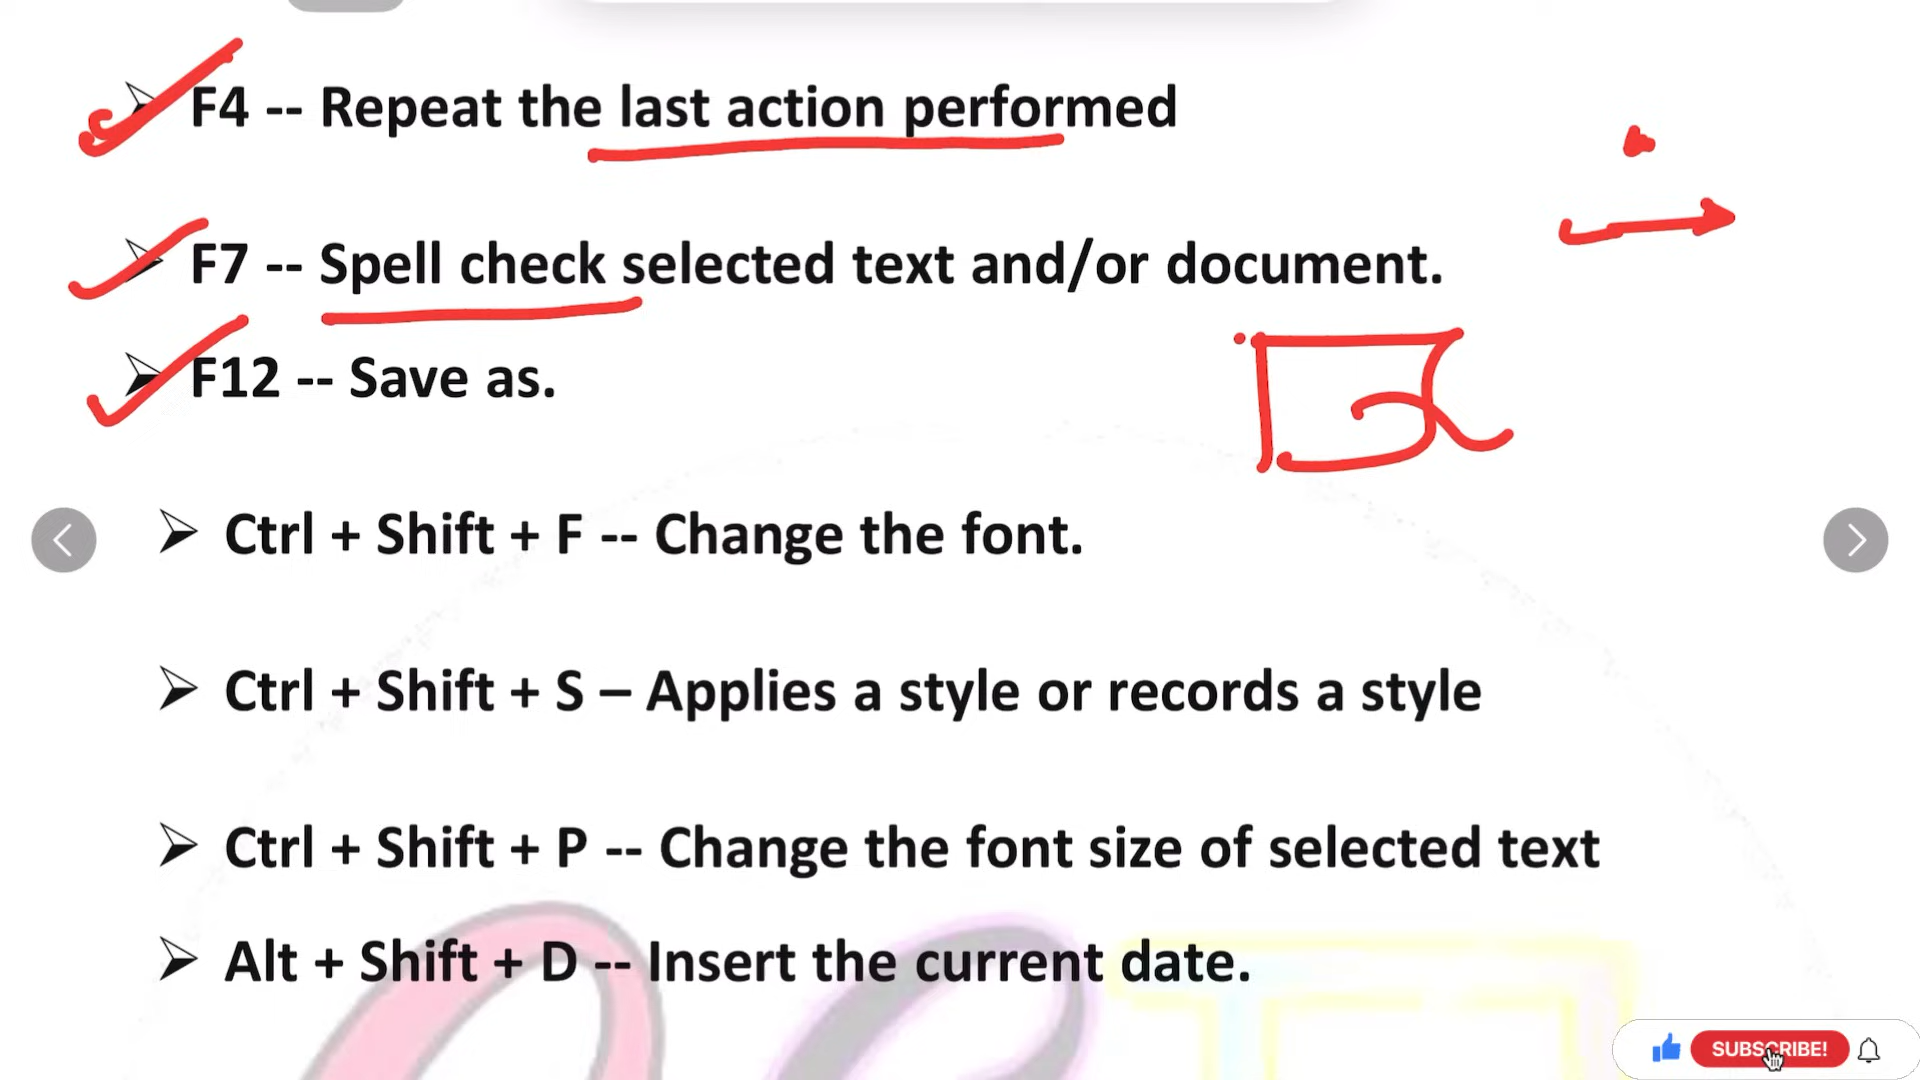 F4 -- Repeat the last action performed
F7 -- Spell check selected text and/or document.
F12 -- Save as.
Ctrl + Shift + F -- Change the font.
Ctrl + Shift + S – Applies a style or records a style
Ctrl + Shift + P -- Change the font size of selected text
Alt + Shift + D -- Insert the current date.
SUBSCRIBE!